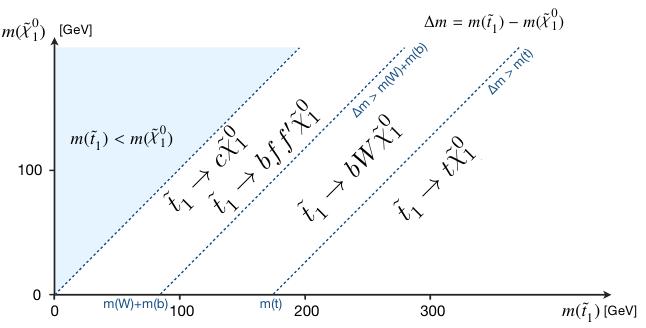 m(χ̃₁⁰) [GeV]
Δm = m(t̃₁) − m(χ̃₁⁰)
Δm > m(W)+m(b)
Δm > m(t)
m(t̃₁) < m(χ̃₁⁰)
t̃₁ → cχ̃₁⁰
t̃₁ → bff′χ̃₁⁰
t̃₁ → bWχ̃₁⁰
t̃₁ → tχ̃₁⁰
100
0
m(W)+m(b)
m(t)
0 100 200 300
m(t̃₁) [GeV]